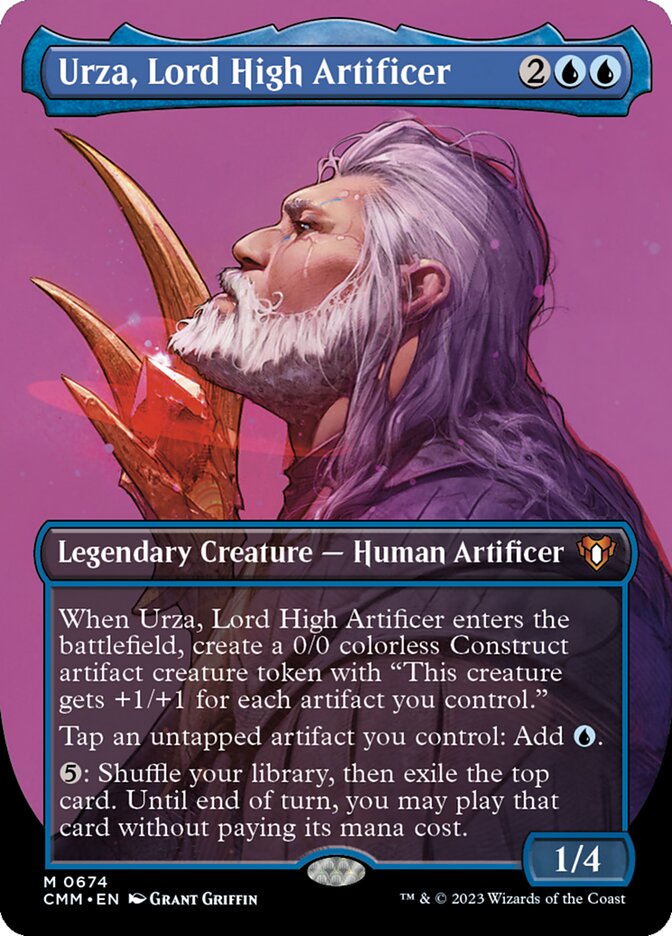 Urza, Lord High Artificer 2
Legendary Creature — Human Artificer
When Urza, Lord High Artificer enters the
battlefield, create a 0/0 colorless Construct
artifact creature token with “This creature
gets +1/+1 for each artifact you control.”
Tap an untapped artifact you control: Add .
5: Shuffle your library, then exile the top
card. Until end of turn, you may play that
card without paying its mana cost.
1/4
M 0674
CMM • EN Grant Griffin
™ & © 2023 Wizards of the Coast